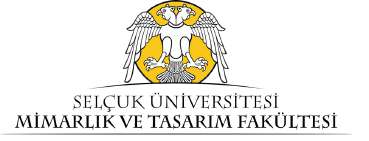 SELÇUK ÜNİVERSİTESİ
MİMARLIK VE TASARIM FAKÜLTESİ